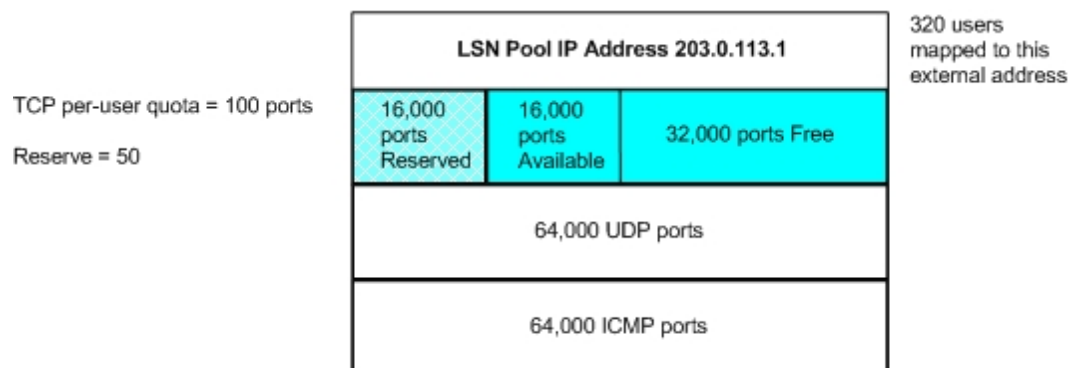 LSN Pool IP Address 203.0.113.1
320 users
mapped to this
external address
TCP per-user quota = 100 ports
Reserve = 50
16,000
ports
Reserved
16,000
ports
Available
32,000 ports Free
64,000 UDP ports
64,000 ICMP ports